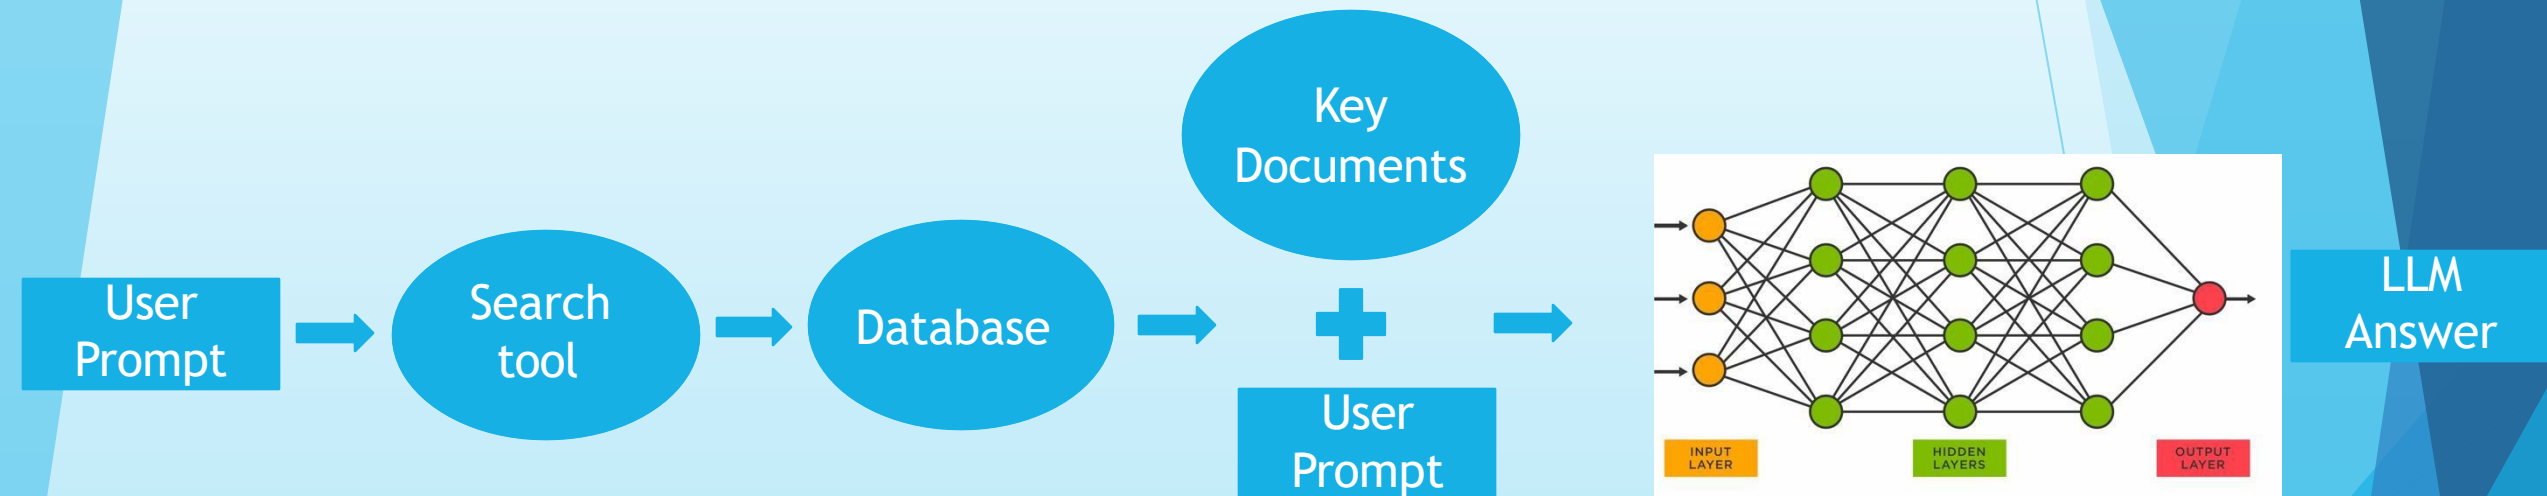 User
Prompt
Search
tool
Database
Key
Documents
User
Prompt
INPUT
LAYER
HIDDEN
LAYERS
OUTPUT
LAYER
LLM
Answer